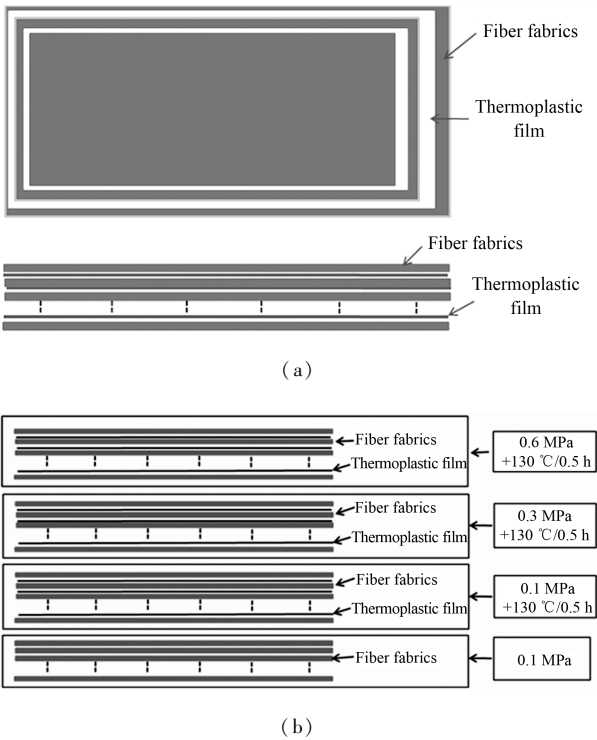 Fiber fabrics
Thermoplastic
film
Fiber fabrics
Thermoplastic
film
(a)
Fiber fabrics
Thermoplastic film
0.6 MPa
+130 ℃/0.5 h
Fiber fabrics
Thermoplastic film
0.3 MPa
+130 ℃/0.5 h
Fiber fabrics
Thermoplastic film
0.1 MPa
+130 ℃/0.5 h
Fiber fabrics
0.1 MPa
(b)